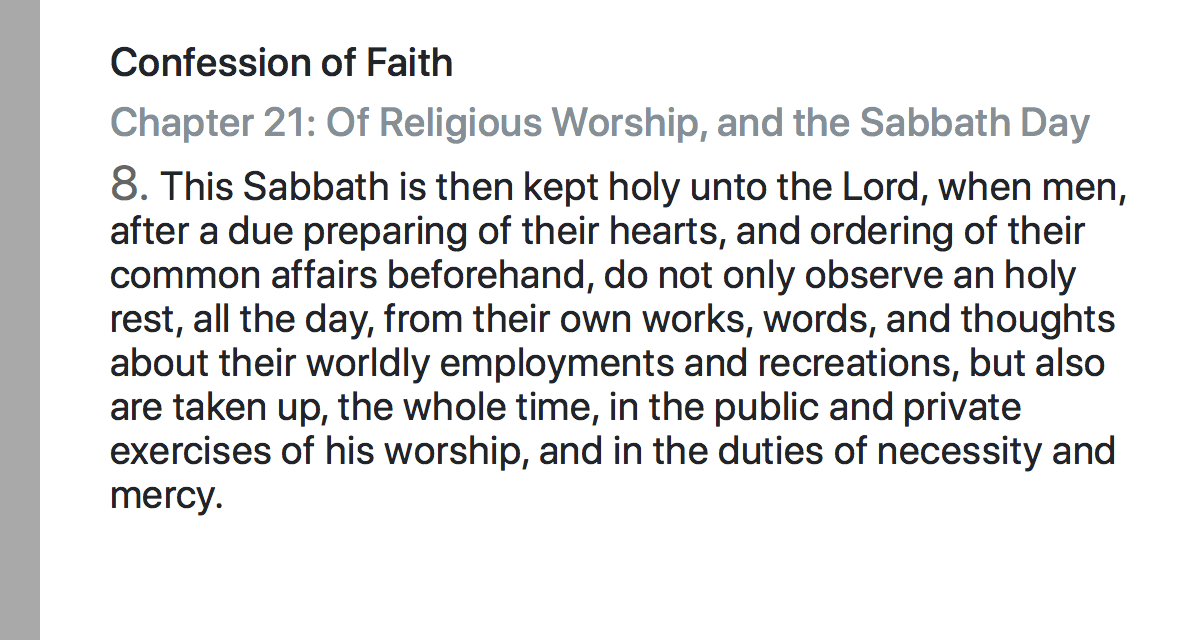 Confession of Faith
Chapter 21: Of Religious Worship, and the Sabbath Day
8. This Sabbath is then kept holy unto the Lord, when men,
after a due preparing of their hearts, and ordering of their
common affairs beforehand, do not only observe an holy
rest, all the day, from their own works, words, and thoughts
about their worldly employments and recreations, but also
are taken up, the whole time, in the public and private
exercises of his worship, and in the duties of necessity and
mercy.